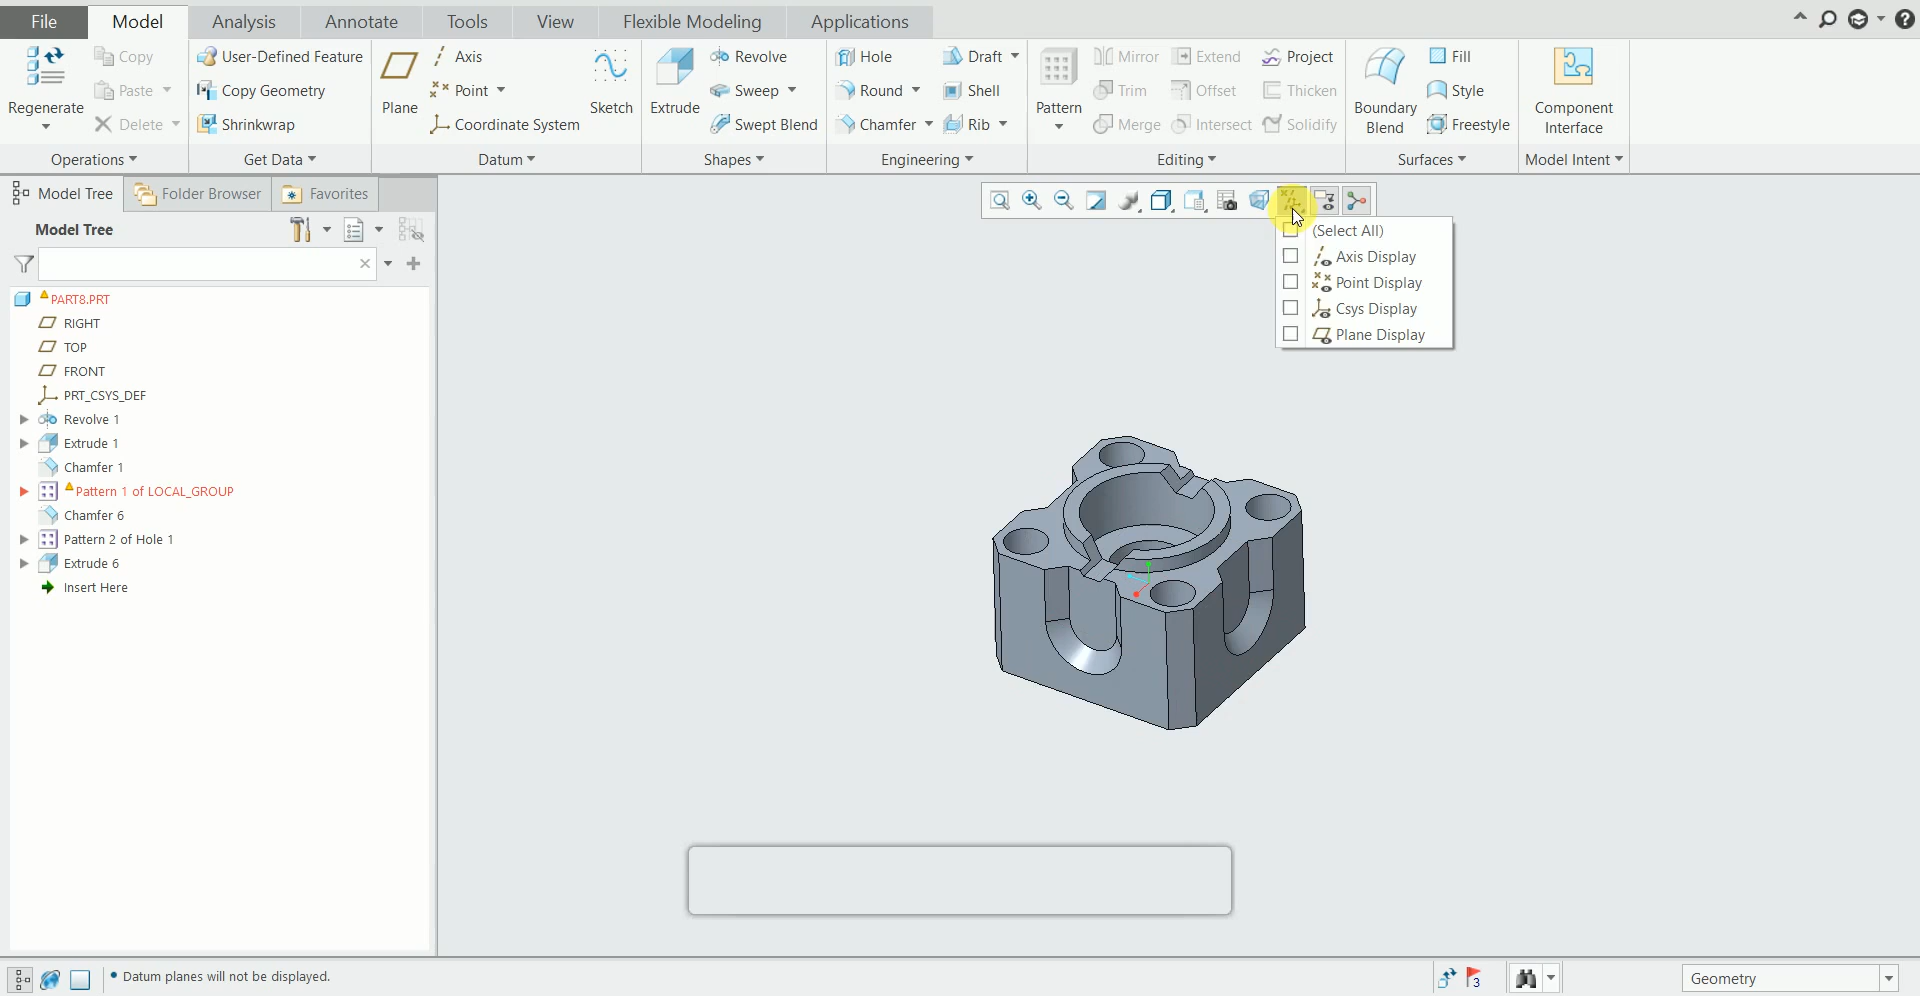 File Model Analysis Annotate Tools View Flexible Modeling Applications
Regenerate Copy Paste Delete
User-Defined Feature Copy Geometry Shrinkwrap
Plane Axis Point Coordinate System Sketch
Extrude Revolve Sweep Swept Blend
Hole Round Chamfer Draft Shell Rib
Pattern Mirror Trim Merge Extend Offset Intersect Project Thicken Solidify
Boundary Blend Fill Style Freestyle
Component Interface
Operations Get Data Datum Shapes Engineering Editing Surfaces Model Intent
Model Tree Folder Browser Favorites
Model Tree
PART8.PRT
RIGHT
TOP
FRONT
PRT_CSYS_DEF
Revolve 1
Extrude 1
Chamfer 1
Pattern 1 of LOCAL_GROUP
Chamfer 6
Pattern 2 of Hole 1
Extrude 6
Insert Here
(Select All)
Axis Display
Point Display
Csys Display
Plane Display
• Datum planes will not be displayed.
3
Geometry